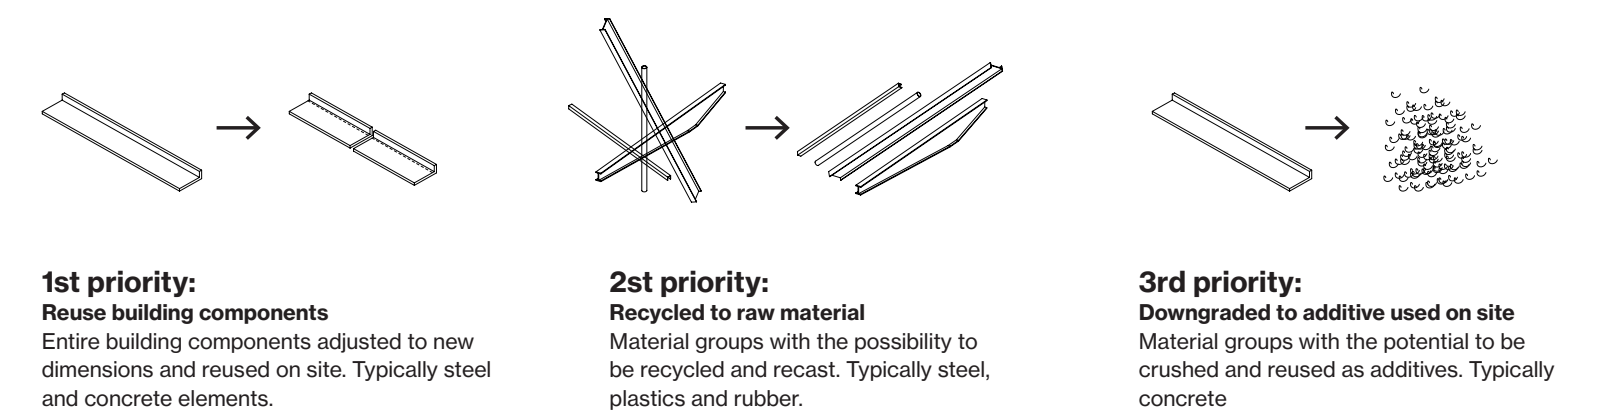 1st priority:
Reuse building components
Entire building components adjusted to new
dimensions and reused on site. Typically steel
and concrete elements.
2st priority:
Recycled to raw material
Material groups with the possibility to
be recycled and recast. Typically steel,
plastics and rubber.
3rd priority:
Downgraded to additive used on site
Material groups with the potential to be
crushed and reused as additives. Typically
concrete